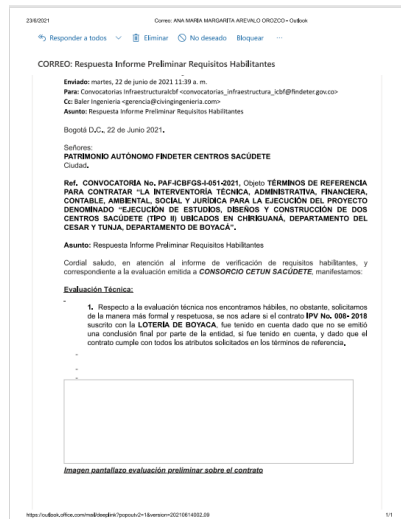 23/6/2021
Correo: ANA MARIA MARGARITA AREVALO OROZCO - Outlook
Responder a todos Eliminar No deseado Bloquear ...
CORREO: Respuesta Informe Preliminar Requisitos Habilitantes
Enviado: martes, 22 de junio de 2021 11:39 a. m.
Para: Convocatorias InfraestructuraIcbf <convocatorias_infraestructura_icbf@findeter.gov.co>
Cc: Baler Ingenieria <gerencia@civingingenieria.com>
Asunto: Respuesta Informe Preliminar Requisitos Habilitantes
Bogotá D.C., 22 de Junio 2021.
Señores:
PATRIMONIO AUTÓNOMO FINDETER CENTROS SACÚDETE
Ciudad.
Ref. CONVOCATORIA No. PAF-ICBFGS-I-051-2021, Objeto TÉRMINOS DE REFERENCIA
PARA CONTRATAR “LA INTERVENTORÍA TÉCNICA, ADMINISTRATIVA, FINANCIERA,
CONTABLE, AMBIENTAL, SOCIAL Y JURÍDICA PARA LA EJECUCIÓN DEL PROYECTO
DENOMINADO “EJECUCIÓN DE ESTUDIOS, DISEÑOS Y CONSTRUCCIÓN DE DOS
CENTROS SACÚDETE (TIPO II) UBICADOS EN CHIRIGUANÁ, DEPARTAMENTO DEL
CESAR Y TUNJA, DEPARTAMENTO DE BOYACÁ”.
Asunto: Respuesta Informe Preliminar Requisitos Habilitantes
Cordial saludo, en atención al informe de verificación de requisitos habilitantes, y
correspondiente a la evaluación emitida a CONSORCIO CETUN SACÚDETE, manifestamos:
Evaluación Técnica:
1. Respecto a la evaluación técnica nos encontramos hábiles, no obstante, solicitamos
de la manera más formal y respetuosa, se nos aclare si el contrato IPV No. 008- 2018
suscrito con la LOTERÍA DE BOYACA, fue tenido en cuenta dado que no se emitió
una conclusión final por parte de la entidad, si fue tenido en cuenta, y dado que el
contrato cumple con todos los atributos solicitados en los términos de referencia.
Imagen pantallazo evaluación preliminar sobre el contrato
https://outlook.office.com/mail/deeplink?popoutv2=1&version=20210614002.09
1/1